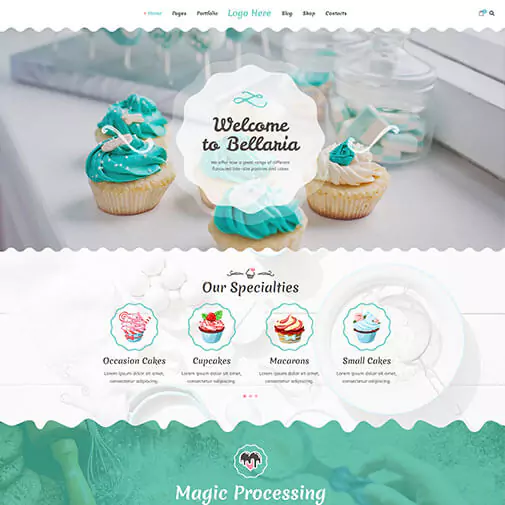 Home Pages Portfolio Logo Here Blog Shop Contacts
Welcome
to Bellaria
We offer now a great range of different
flavoured bite-size pastries and cakes
Our Specialties
Occasion Cakes Cupcakes Macarons Small Cakes
Lorem ipsum dolor sit amet, Lorem ipsum dolor sit amet, Lorem ipsum dolor sit amet, Lorem ipsum dolor sit amet,
consectetur adipiscing consectetur adipiscing consectetur adipiscing consectetur adipiscing
Magic Processing